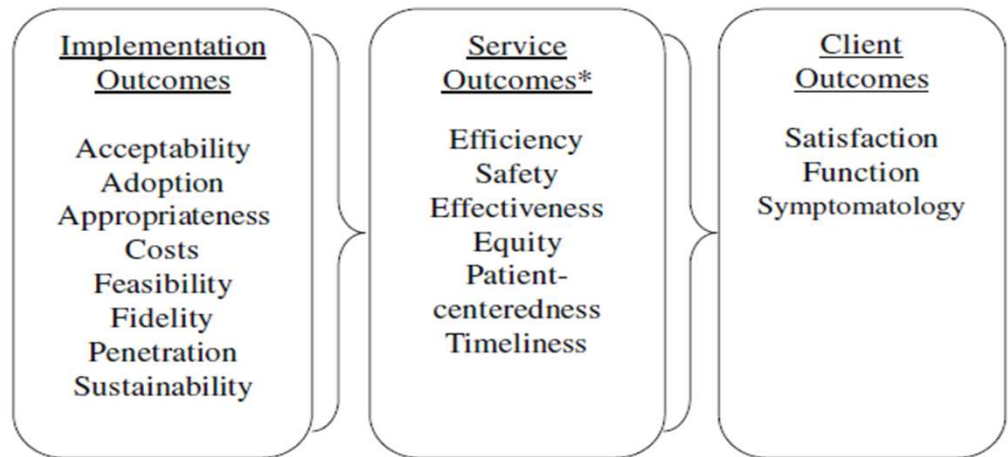 Implementation
Outcomes
Acceptability
Adoption
Appropriateness
Costs
Feasibility
Fidelity
Penetration
Sustainability
Service
Outcomes*
Efficiency
Safety
Effectiveness
Equity
Patient-
centeredness
Timeliness
Client
Outcomes
Satisfaction
Function
Symptomatology